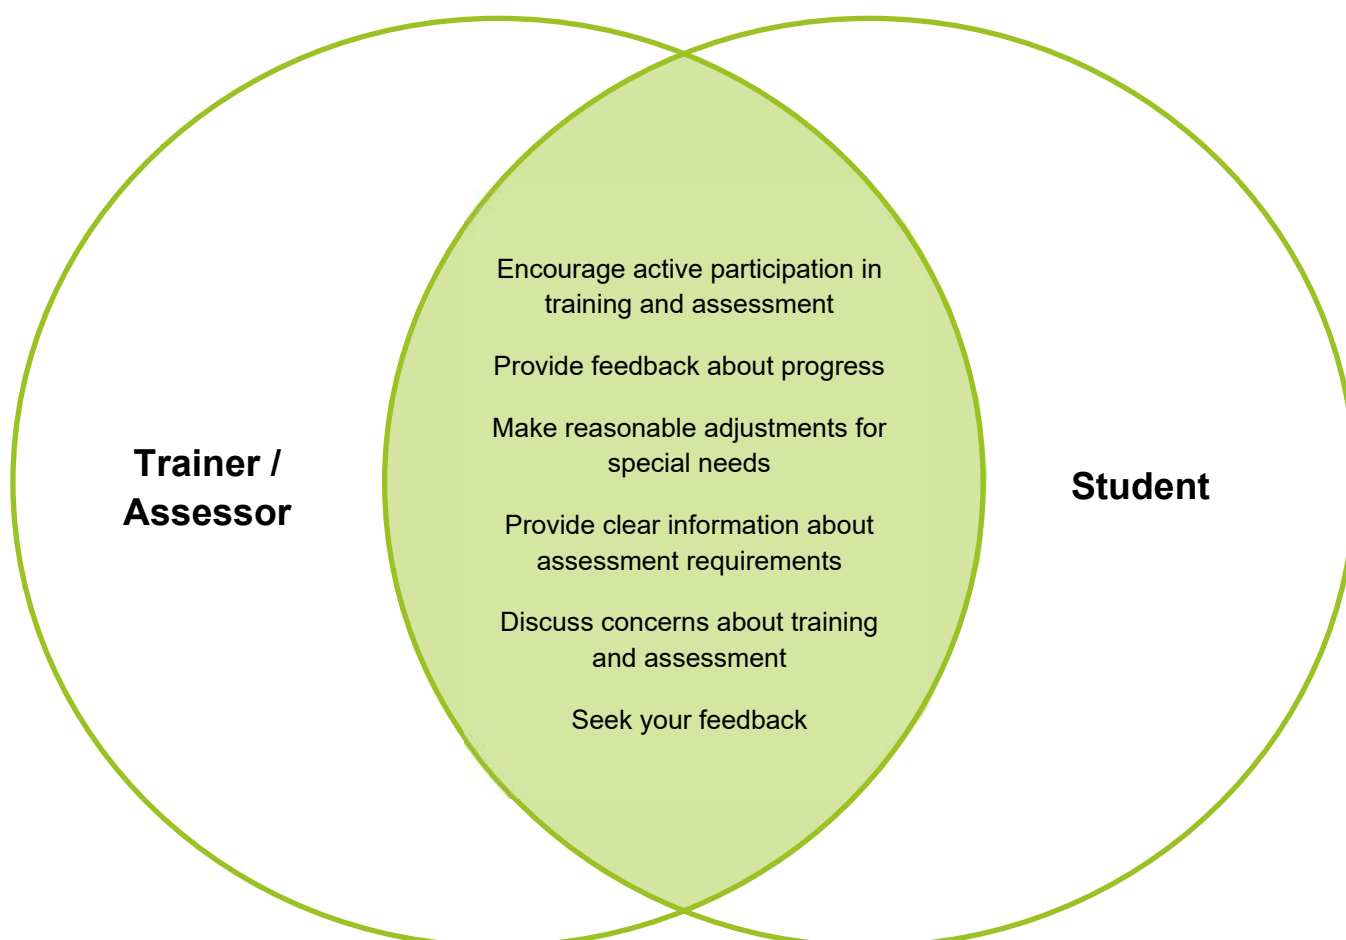 Encourage active participation in
training and assessment
Provide feedback about progress
Make reasonable adjustments for
special needs
Provide clear information about
assessment requirements
Discuss concerns about training
and assessment
Seek your feedback
Trainer /
Assessor
Student